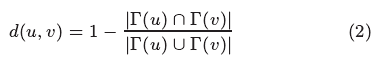 d(u, v) = 1 − |Γ(u) ∩ Γ(v)| / |Γ(u) ∪ Γ(v)| (2)